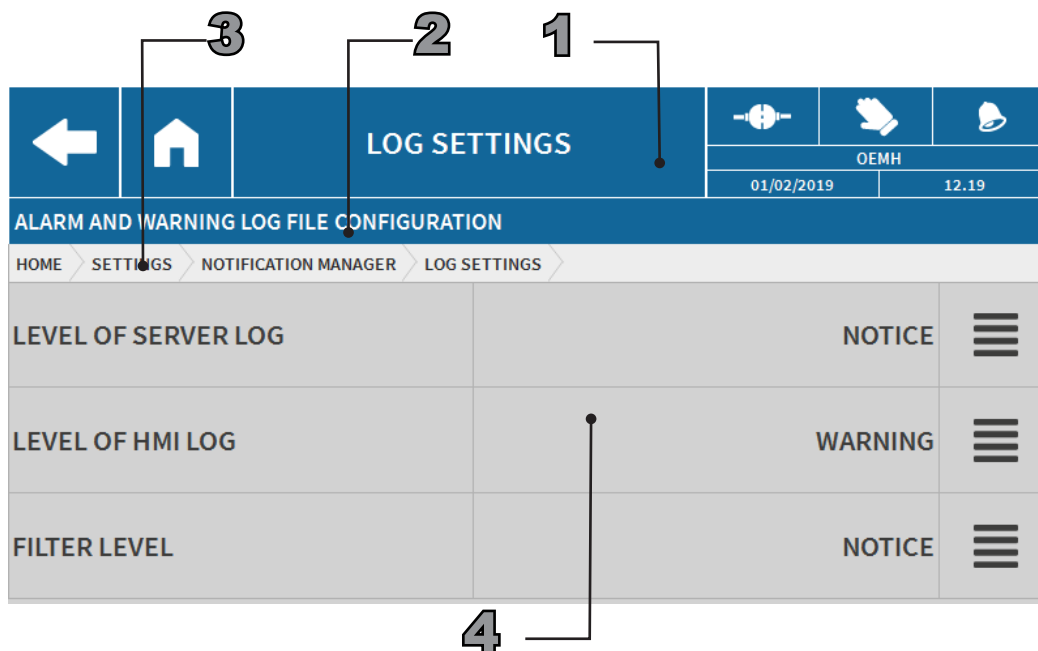 3 2 1
LOG SETTINGS
OEMH
01/02/2019 12.19
ALARM AND WARNING LOG FILE CONFIGURATION
HOME SETTINGS NOTIFICATION MANAGER LOG SETTINGS
LEVEL OF SERVER LOG NOTICE
LEVEL OF HMI LOG WARNING
FILTER LEVEL NOTICE
4